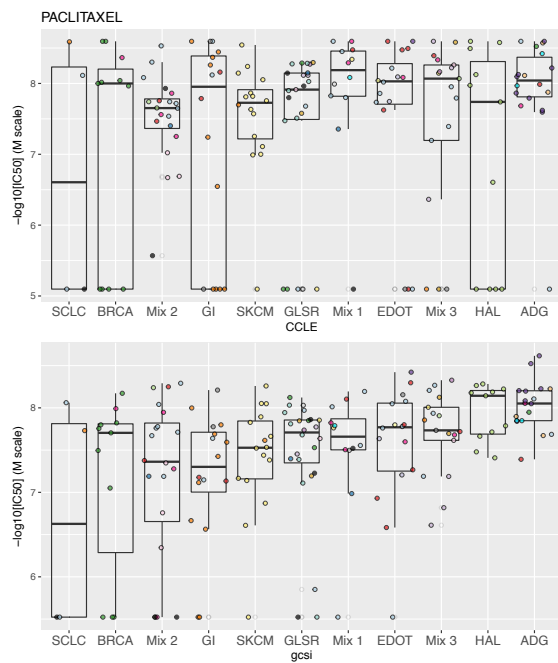 PACLITAXEL
−log10[IC50] (M scale)
8
7
6
5
SCLC BRCA Mix 2 GI SKCM GLSR Mix 1 EDOT Mix 3 HAL ADG
CCLE
−log10[IC50] (M scale)
8
7
6
SCLC BRCA Mix 2 GI SKCM GLSR Mix 1 EDOT Mix 3 HAL ADG
gcsi